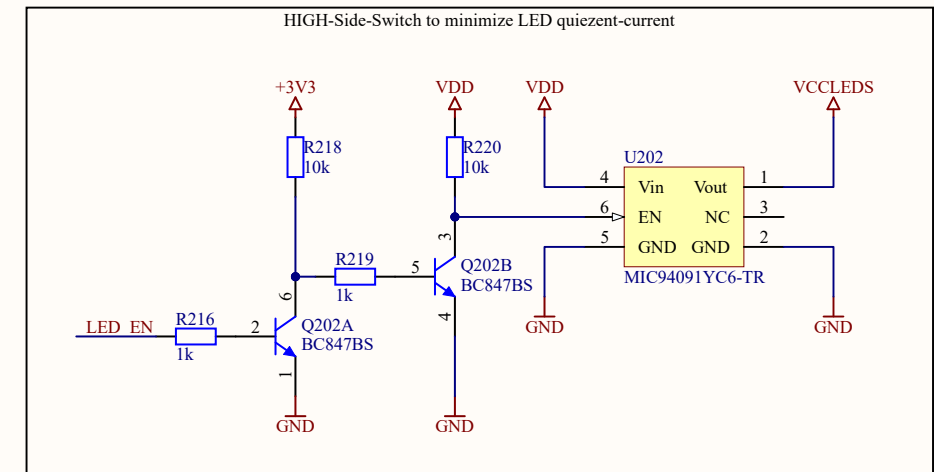 HIGH-Side-Switch to minimize LED quiezent-current
+3V3
VDD
VDD
VCCLEDS
R218
10k
R220
10k
U202
4
Vin
Vout
1
6
EN
NC
3
5
GND
GND
2
MIC94091YC6-TR
3
R219
1k
5
Q202B
BC847BS
4
6
LED_EN
R216
1k
2
Q202A
BC847BS
1
GND
GND
GND
GND